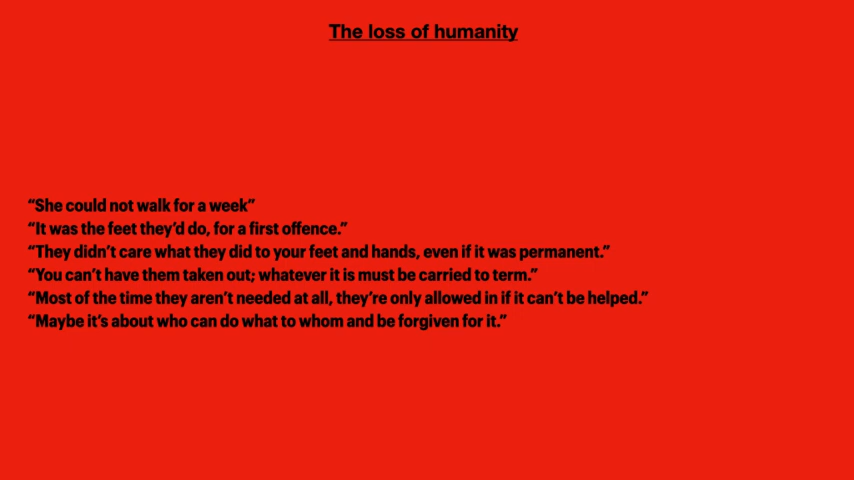 The loss of humanity
“She could not walk for a week”
“It was the feet they’d do, for a first offence.”
“They didn’t care what they did to your feet and hands, even if it was permanent.”
“You can’t have them taken out; whatever it is must be carried to term.”
“Most of the time they aren’t needed at all, they’re only allowed in if it can’t be helped.”
“Maybe it’s about who can do what to whom and be forgiven for it.”